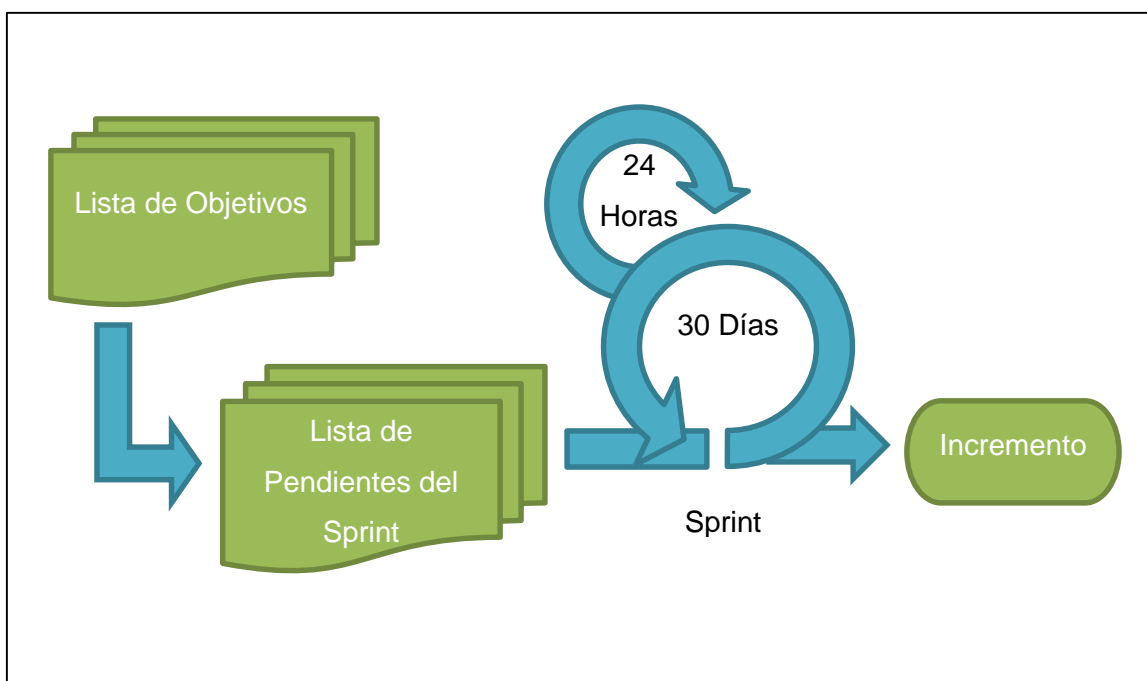 Lista de Objetivos
24
Horas
30 Días
Lista de
Pendientes del
Sprint
Incremento
Sprint